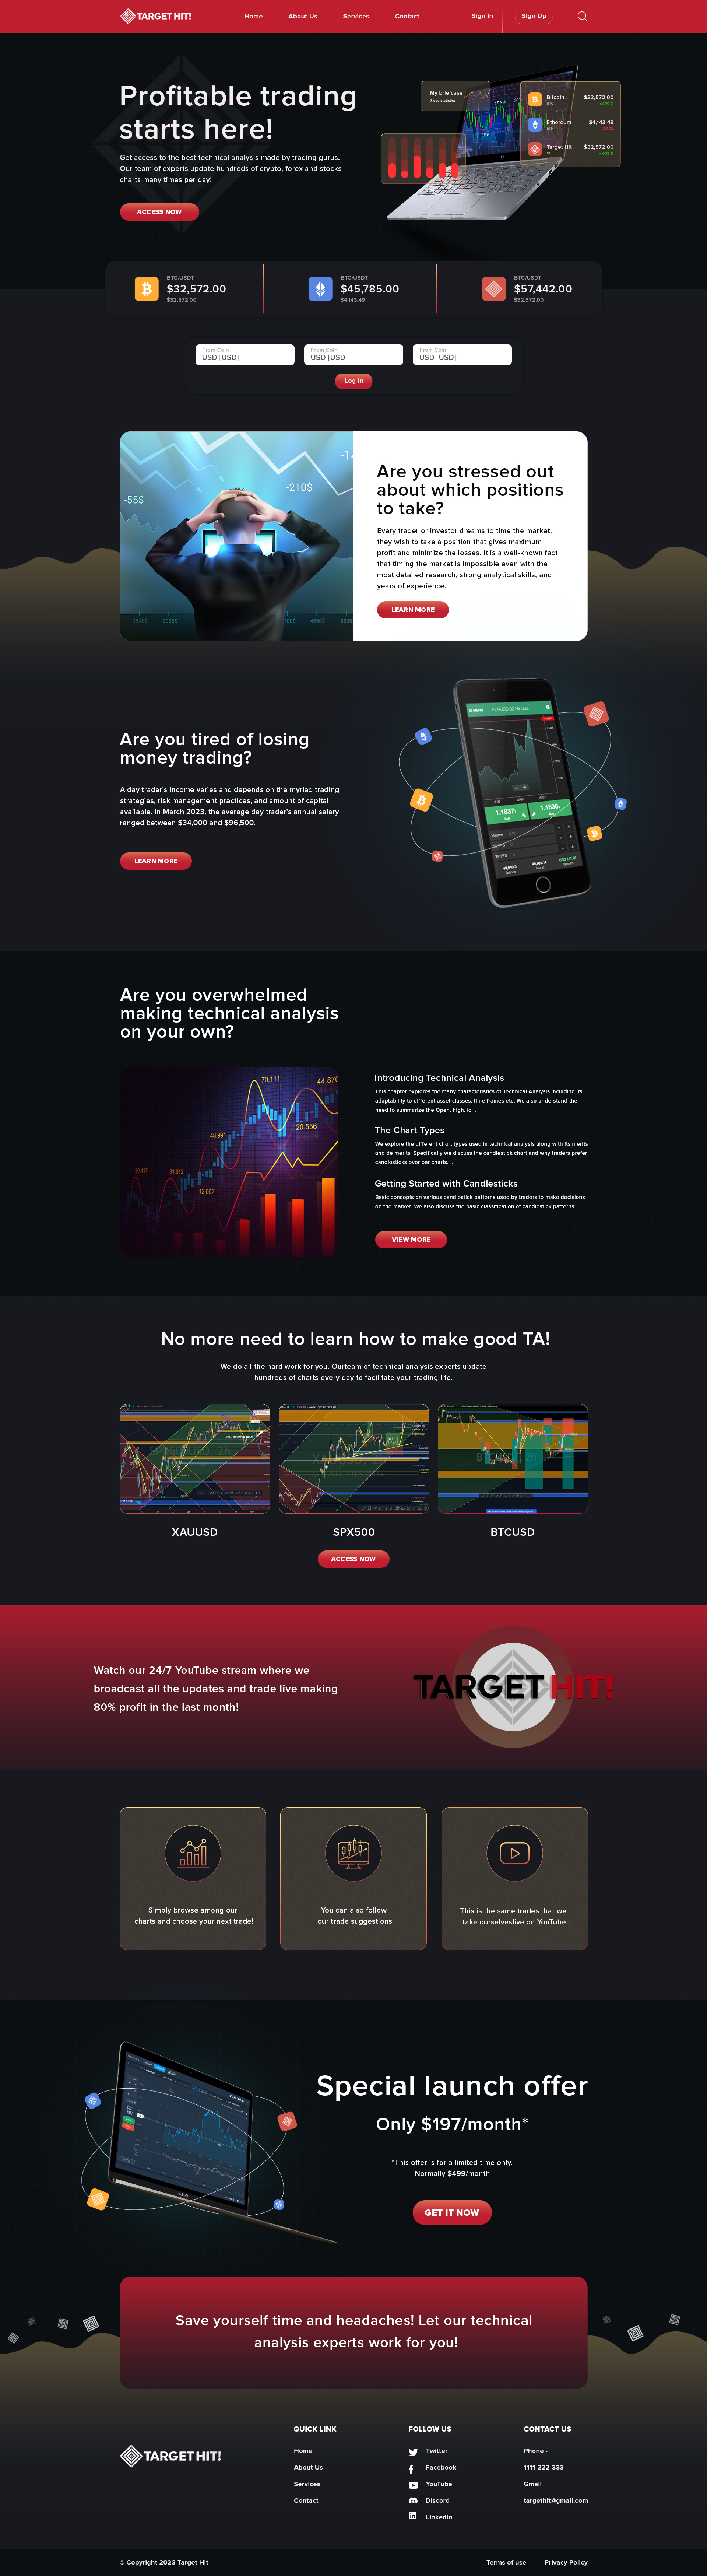 TARGET HIT!
Home
About Us
Services
Contact
Sign In
Sign Up
Profitable trading
starts here!
Get access to the best technical analysis made by trading gurus.
Our team of experts update hundreds of crypto, forex and stocks
charts many times per day!
ACCESS NOW
My briefcase
7 day statistics
Bitcoin
BTC
$32,572.00
Ethereum
ETH
$4,143.49
Target Hit
$32,572.00
BTC/USDT
$32,572.00
$32,572.00
BTC/USDT
$45,785.00
$4,143.49
BTC/USDT
$57,442.00
$32,572.00
From Coin
USD [USD]
From Coin
USD [USD]
From Coin
USD [USD]
Log In
-55$
-210$
Are you stressed out
about which positions
to take?
Every trader or investor dreams to time the market,
they wish to take a position that gives maximum
profit and minimize the losses. It is a well-known fact
that timing the market is impossible even with the
most detailed research, strong analytical skills, and
years of experience.
LEARN MORE
Are you tired of losing
money trading?
A day trader's income varies and depends on the myriad trading
strategies, risk management practices, and amount of capital
available. In March 2023, the average day trader's annual salary
ranged between $34,000 and $96,500.
LEARN MORE
MENU
1.1837
1.1838
Volume
Are you overwhelmed
making technical analysis
on your own?
70.111
44.870
48.991
20.556
31.012
12.002
Introducing Technical Analysis
This chapter explores the many characteristics of Technical Analysis including its
adaptability to different asset classes, time frames etc. We also understand the
need to summarize the Open, high, lo ..
The Chart Types
We explore the different chart types used in technical analysis along with its merits
and de merits. Specifically we discuss the candlestick chart and why traders prefer
candlesticks over bar charts. ..
Getting Started with Candlesticks
Basic concepts on various candlestick patterns used by traders to make decisions
on the market. We also discuss the basic classification of candlestick patterns ..
VIEW MORE
No more need to learn how to make good TA!
We do all the hard work for you. Ourteam of technical analysis experts update
hundreds of charts every day to facilitate your trading life.
XAUUSD
SPX500
BTCUSD
ACCESS NOW
Watch our 24/7 YouTube stream where we
broadcast all the updates and trade live making
80% profit in the last month!
TARGET HIT!
Simply browse among our
charts and choose your next trade!
You can also follow
our trade suggestions
This is the same trades that we
take ourselveslive on YouTube
Special launch offer
Only $197/month*
*This offer is for a limited time only.
Normally $499/month
GET IT NOW
Save yourself time and headaches! Let our technical
analysis experts work for you!
TARGET HIT!
QUICK LINK
Home
About Us
Services
Contact
FOLLOW US
Twitter
Facebook
YouTube
Discord
LinkedIn
CONTACT US
Phone -
1111-222-333
Gmail
targethit@gmail.com
© Copyright 2023 Target Hit
Terms of use
Privacy Policy